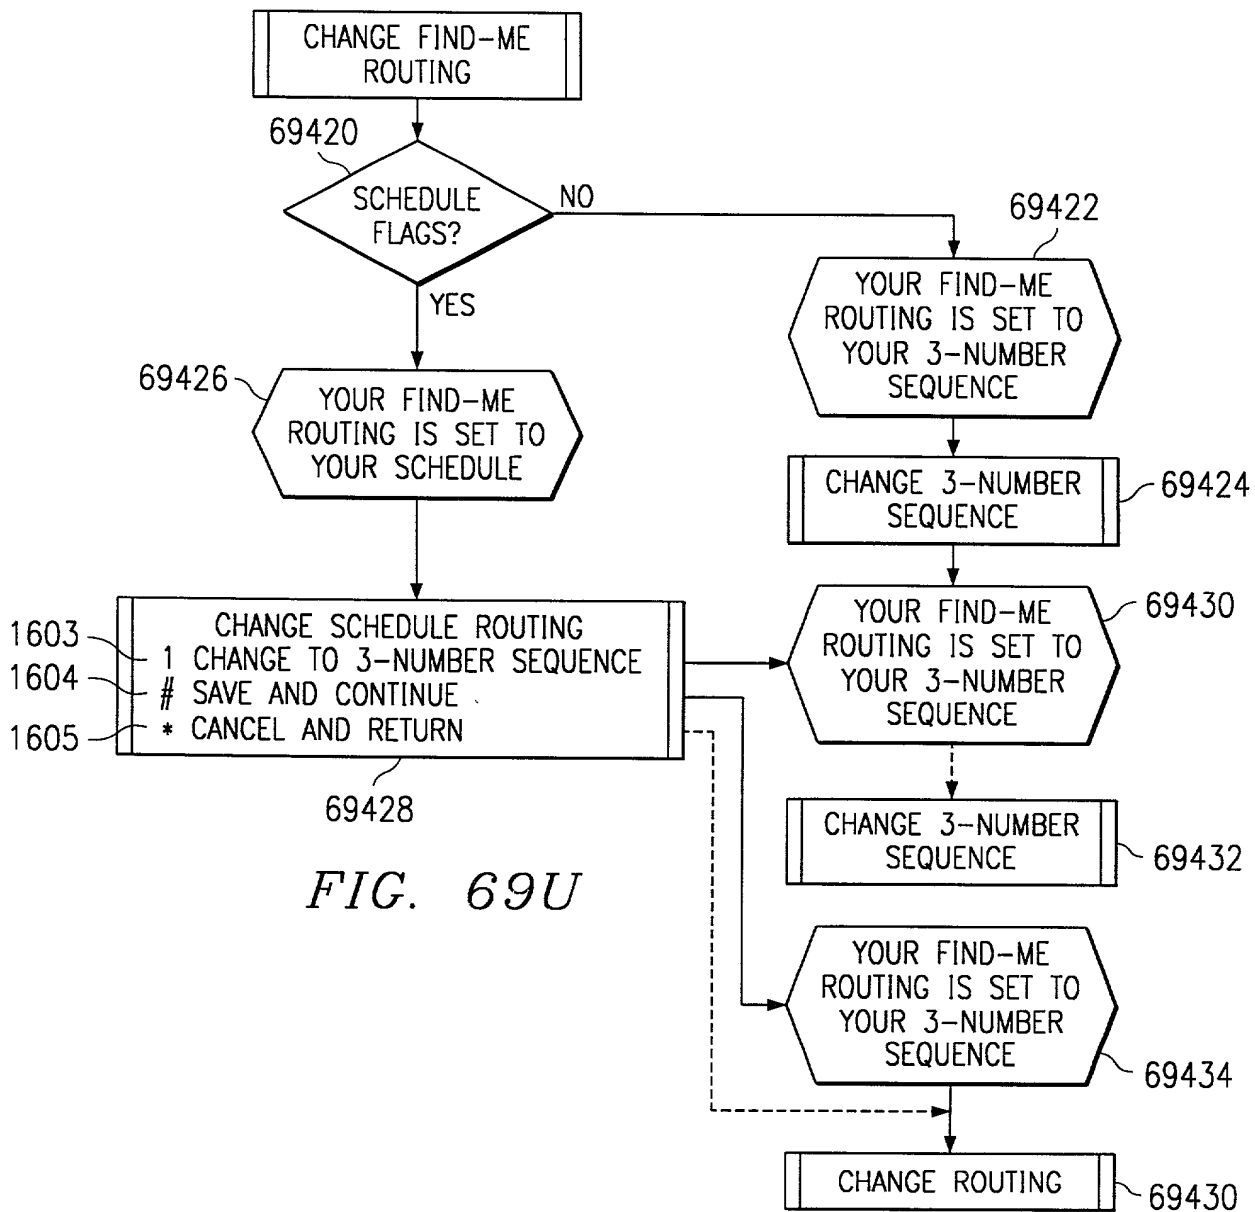 CHANGE FIND-ME
ROUTING
69420
SCHEDULE
FLAGS?
NO
YES
69422
YOUR FIND-ME
ROUTING IS SET TO
YOUR 3-NUMBER
SEQUENCE
69426
YOUR FIND-ME
ROUTING IS SET TO
YOUR SCHEDULE
CHANGE 3-NUMBER
SEQUENCE
69424
YOUR FIND-ME
ROUTING IS SET TO
YOUR 3-NUMBER
SEQUENCE
69430
CHANGE SCHEDULE ROUTING
1603
1 CHANGE TO 3-NUMBER SEQUENCE
1604
# SAVE AND CONTINUE
1605
* CANCEL AND RETURN
69428
CHANGE 3-NUMBER
SEQUENCE
69432
FIG. 69U
YOUR FIND-ME
ROUTING IS SET TO
YOUR 3-NUMBER
SEQUENCE
69434
CHANGE ROUTING
69430